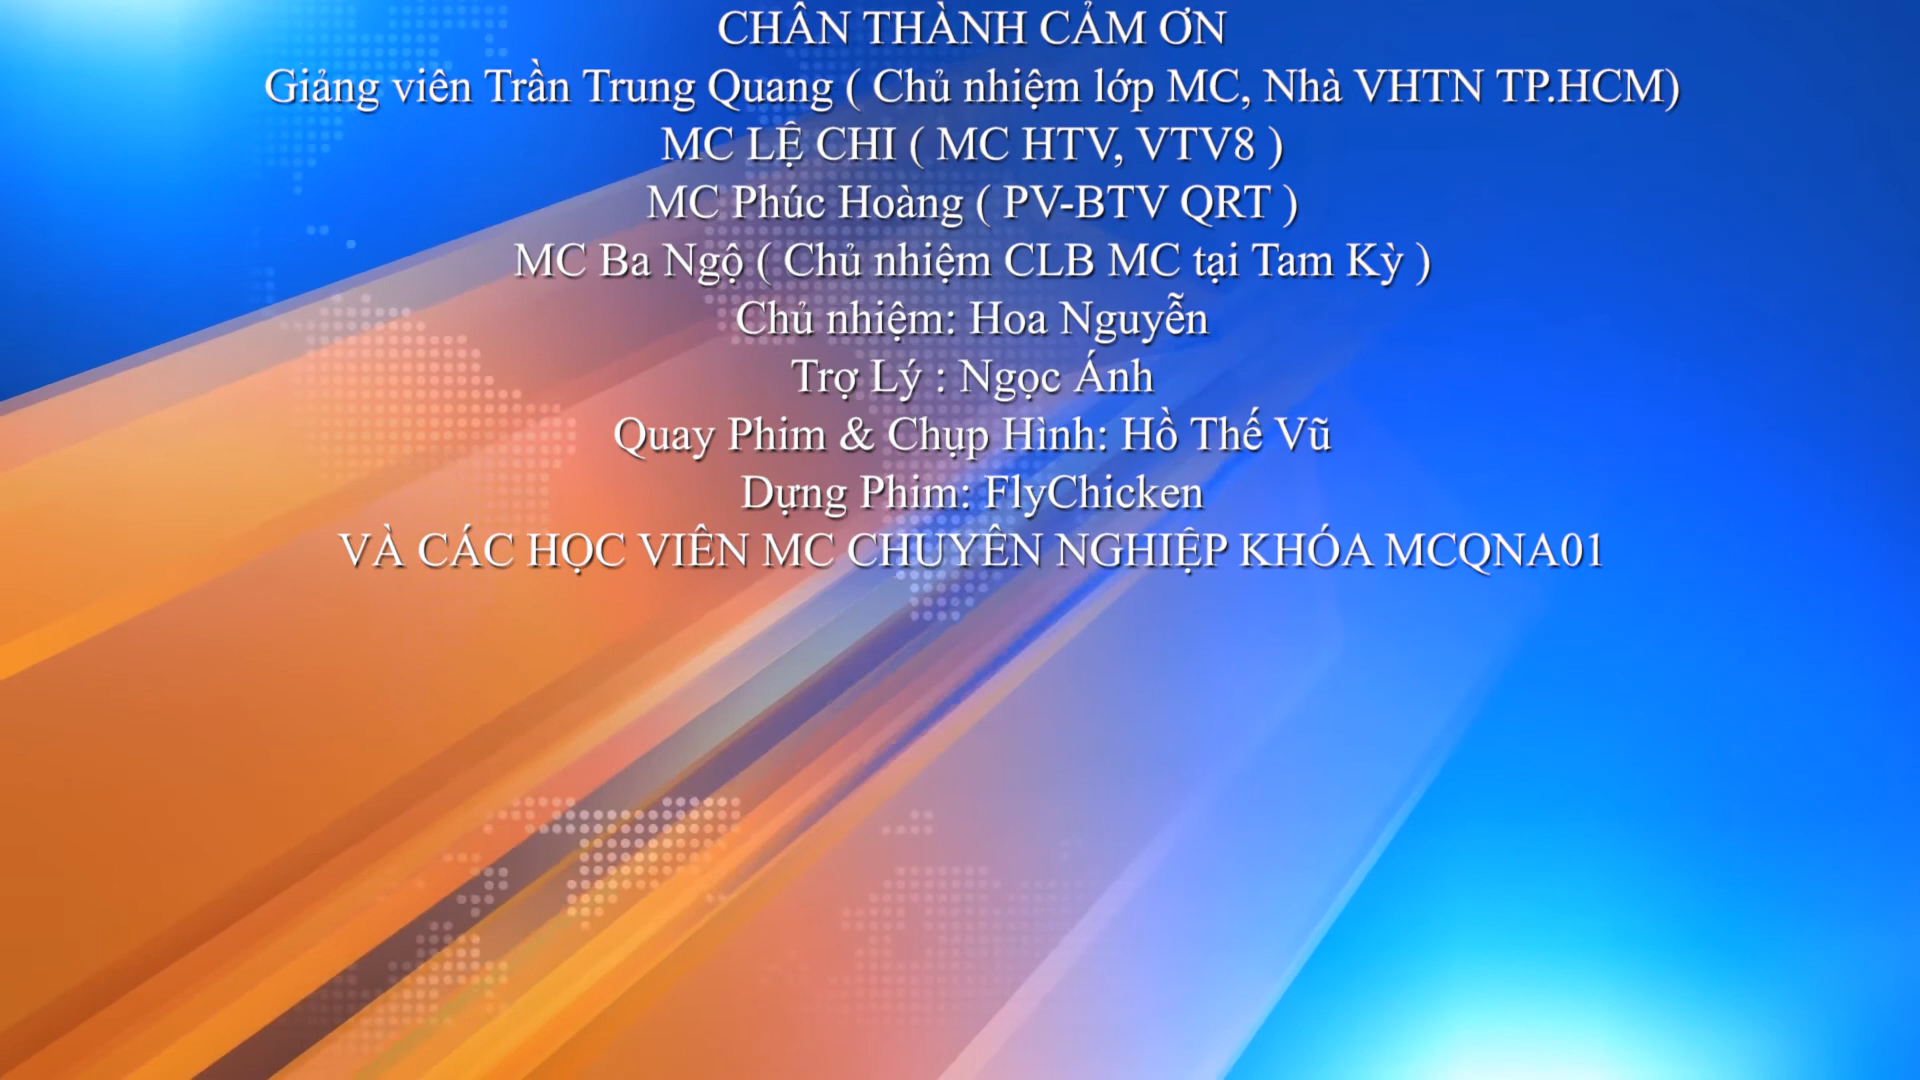 CHÂN THÀNH CẢM ƠN
Giảng viên Trần Trung Quang ( Chủ nhiệm lớp MC, Nhà VHTN TP.HCM)
MC LỆ CHI ( MC HTV, VTV8 )
MC Phúc Hoàng ( PV-BTV QRT )
MC Ba Ngộ ( Chủ nhiệm CLB MC tại Tam Kỳ )
Chủ nhiệm: Hoa Nguyễn
Trợ Lý : Ngọc Ánh
Quay Phim & Chụp Hình: Hồ Thế Vũ
Dựng Phim: FlyChicken
VÀ CÁC HỌC VIÊN MC CHUYÊN NGHIỆP KHÓA MCQNA01